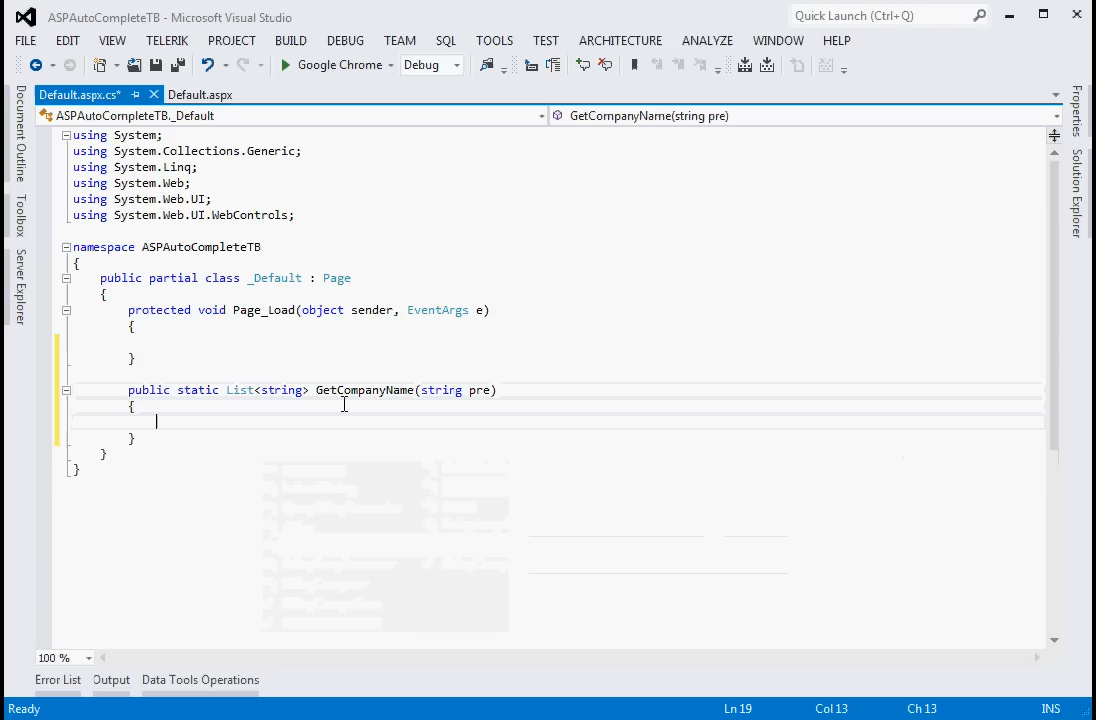 ASPAutoCompleteTB - Microsoft Visual Studio
Quick Launch (Ctrl+Q)
FILE EDIT VIEW TELERIK PROJECT BUILD DEBUG TEAM SQL TOOLS TEST ARCHITECTURE ANALYZE WINDOW HELP
Google Chrome Debug
Default.aspx.cs* Default.aspx
ASPAutoCompleteTB._Default GetCompanyName(string pre)
using System;
using System.Collections.Generic;
using System.Linq;
using System.Web;
using System.Web.UI;
using System.Web.UI.WebControls;
namespace ASPAutoCompleteTB
{
public partial class _Default : Page
{
protected void Page_Load(object sender, EventArgs e)
{
}
public static List<string> GetCompanyName(string pre)
{
}
}
}
100 %
Error List Output Data Tools Operations
Ready Ln 19 Col 13 Ch 13 INS
Document Outline
Toolbox
Server Explorer
Properties
Solution Explorer